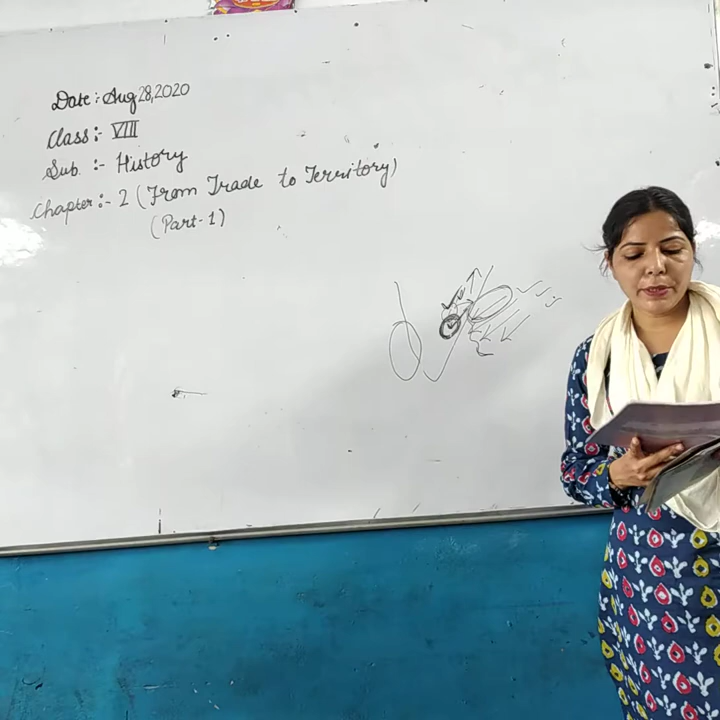 Date:- Aug 28, 2020
Class:- VIII
Sub. :- History
Chapter:- 2 (From Trade to Territory)
(Part-1)